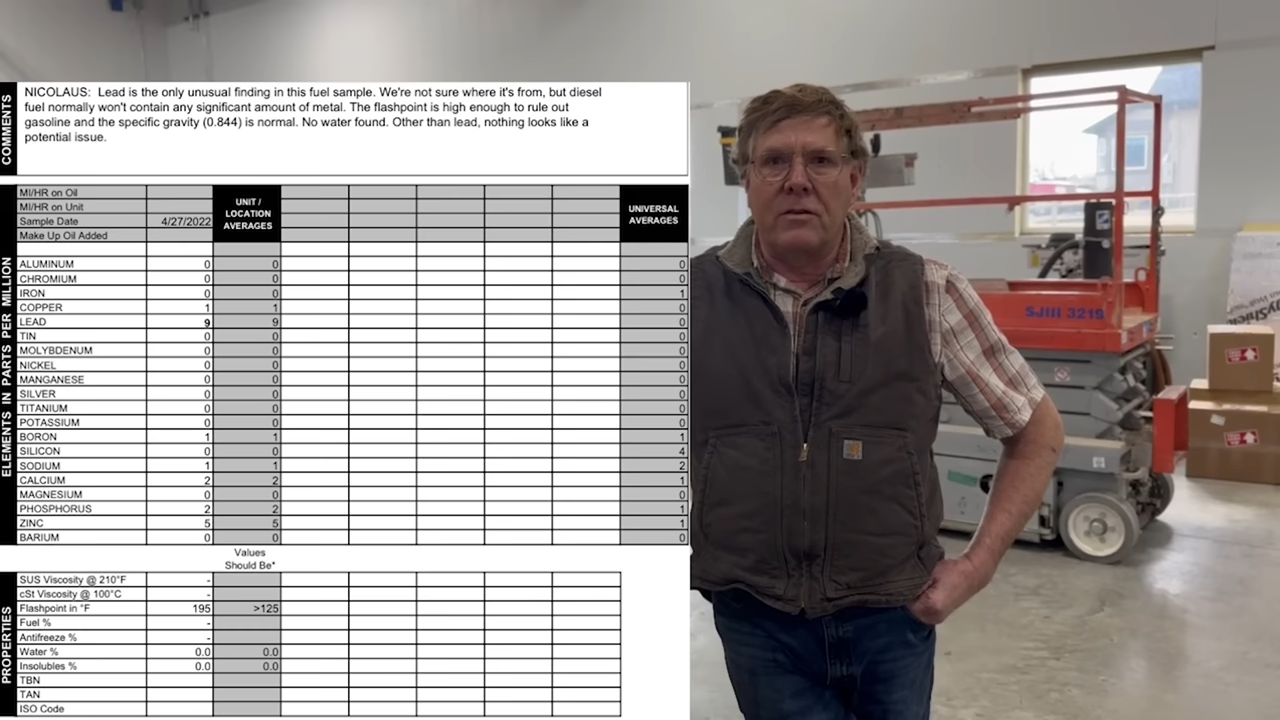 COMMENTS
NICOLAUS: Lead is the only unusual finding in this fuel sample. We're not sure where it's from, but diesel
fuel normally won't contain any significant amount of metal. The flashpoint is high enough to rule out
gasoline and the specific gravity (0.844) is normal. No water found. Other than lead, nothing looks like a
potential issue.
MI/HR on Oil
MI/HR on Unit
Sample Date 4/27/2022
Make Up Oil Added
UNIT /
LOCATION
AVERAGES
UNIVERSAL
AVERAGES
ELEMENTS IN PARTS PER MILLION
ALUMINUM 0 0 0
CHROMIUM 0 0 0
IRON 0 0 1
COPPER 1 1 0
LEAD 9 9 0
TIN 0 0 0
MOLYBDENUM 0 0 0
NICKEL 0 0 0
MANGANESE 0 0 0
SILVER 0 0 0
TITANIUM 0 0 0
POTASSIUM 0 0 0
BORON 1 1 1
SILICON 0 0 4
SODIUM 1 1 2
CALCIUM 2 2 1
MAGNESIUM 0 0 0
PHOSPHORUS 2 2 1
ZINC 5 5 1
BARIUM 0 0 0
Values
Should Be*
PROPERTIES
SUS Viscosity @ 210°F -
cSt Viscosity @ 100°C -
Flashpoint in °F 195 >125
Fuel % -
Antifreeze % -
Water % 0.0 0.0
Insolubles % 0.0 0.0
TBN
TAN
ISO Code
SJIII 3219